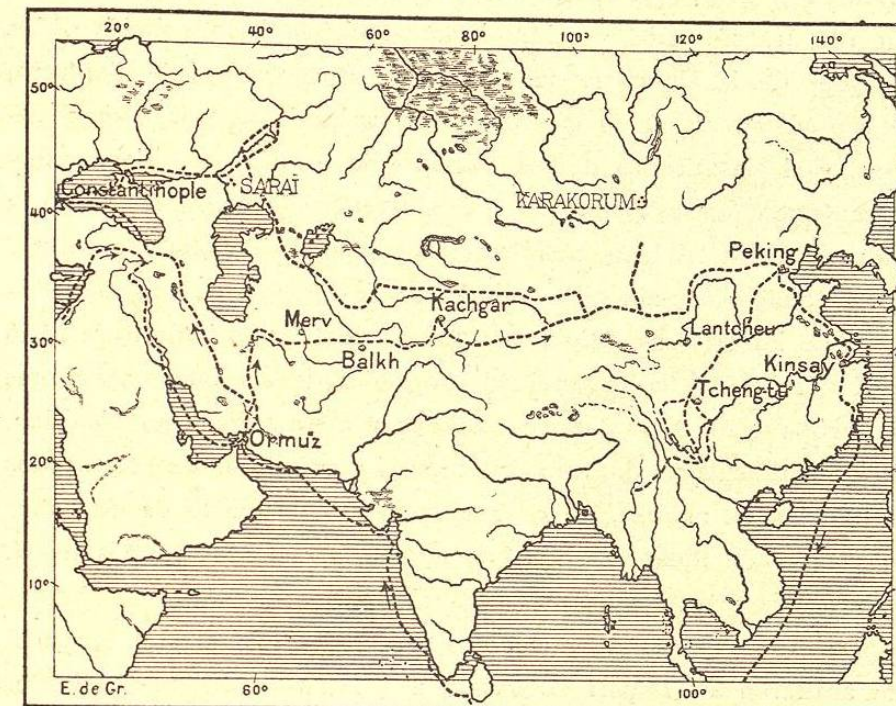 20° 40° 60° 80° 100° 120° 140°
50°
Constantinople
SARAÏ
40°
KARAKORUM
Peking
Kachgar
Merv
30°
Lantcheu
Balkh
Kinsay
Tcheng-tu
Ormuz
20°
10°
E. de Gr.
60°
100°